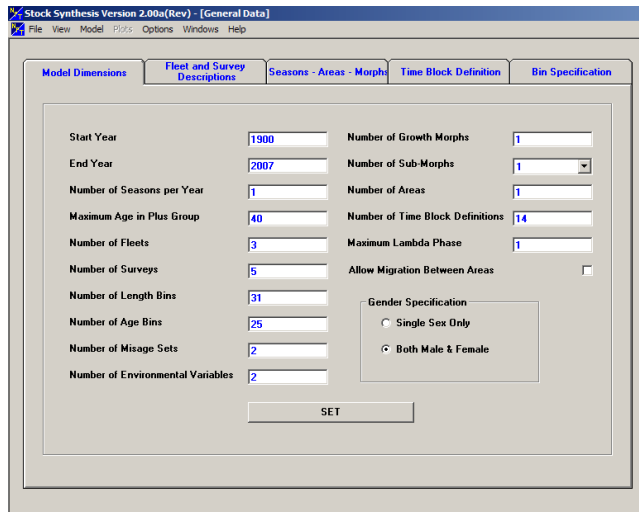 Stock Synthesis Version 2.00a(Rev) - [General Data]
File View Model Plots Options Windows Help
Model Dimensions
Fleet and Survey
Descriptions
Seasons - Areas - Morphs
Time Block Definition
Bin Specification
Start Year 1900
End Year 2007
Number of Seasons per Year 1
Maximum Age in Plus Group 40
Number of Fleets 3
Number of Surveys 5
Number of Length Bins 31
Number of Age Bins 25
Number of Misage Sets 2
Number of Environmental Variables 2
Number of Growth Morphs 1
Number of Sub-Morphs 1
Number of Areas 1
Number of Time Block Definitions 14
Maximum Lambda Phase 1
Allow Migration Between Areas
Gender Specification
Single Sex Only
Both Male & Female
SET